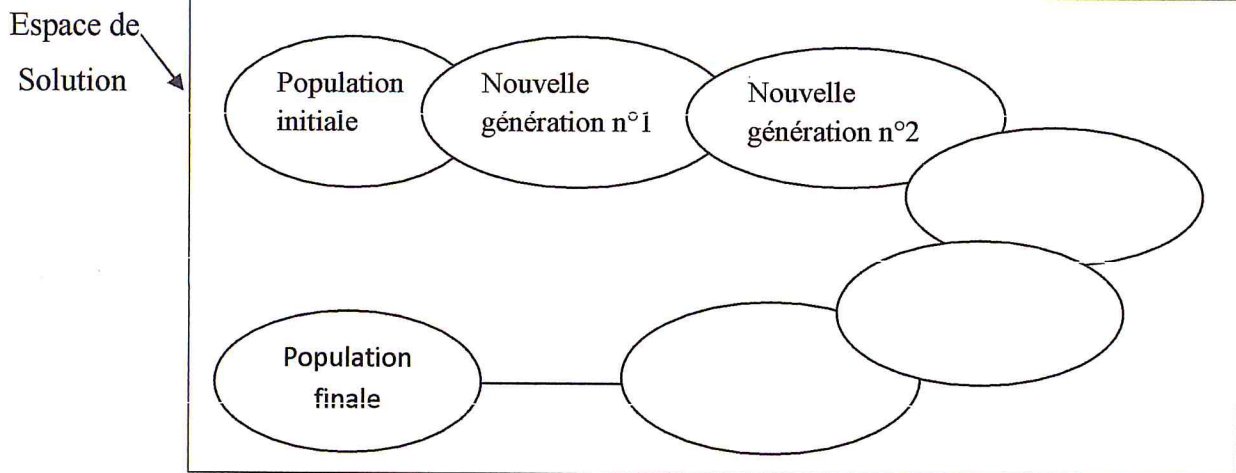 Espace de
Solution
Population
initiale
Nouvelle
génération n°1
Nouvelle
génération n°2
Population
finale